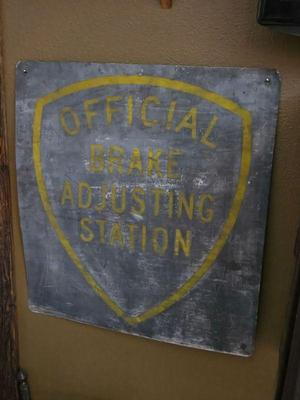 OFFICIAL
BRAKE
ADJUSTING
STATION